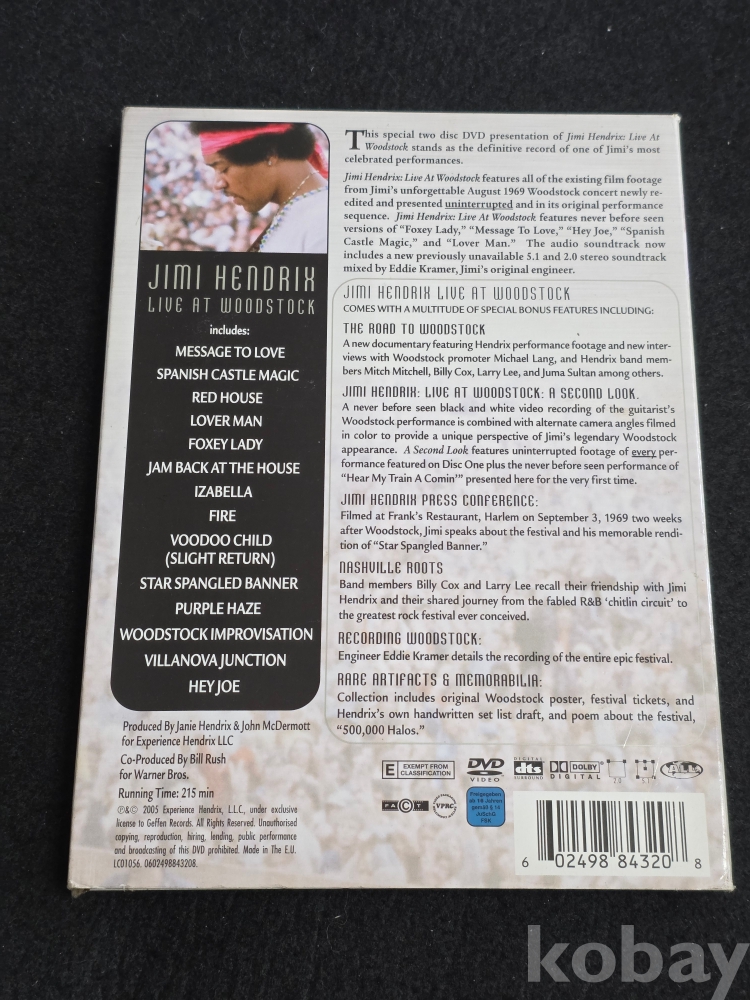 JIMI HENDRIX
LIVE AT WOODSTOCK
includes:
MESSAGE TO LOVE
SPANISH CASTLE MAGIC
RED HOUSE
LOVER MAN
FOXEY LADY
JAM BACK AT THE HOUSE
IZABELLA
FIRE
VOODOO CHILD
(SLIGHT RETURN)
STAR SPANGLED BANNER
PURPLE HAZE
WOODSTOCK IMPROVISATION
VILLANOVA JUNCTION
HEY JOE
Produced By Janie Hendrix & John McDermott
for Experience Hendrix LLC
Co-Produced By Bill Rush
for Warner Bros.
Running Time: 215 min
℗&© 2005 Experience Hendrix, L.L.C., under exclusive
license to Geffen Records. All Rights Reserved. Unauthorised
copying, reproduction, hiring, lending, public performance
and broadcasting of this DVD prohibited. Made in The E.U.
LC01056. 0602498843208.
This special two disc DVD presentation of Jimi Hendrix: Live At
Woodstock stands as the definitive record of one of Jimi's most
celebrated performances.
Jimi Hendrix: Live At Woodstock features all of the existing film footage
from Jimi's unforgettable August 1969 Woodstock concert newly re-
edited and presented uninterrupted and in its original performance
sequence. Jimi Hendrix: Live At Woodstock features never before seen
versions of "Foxey Lady," "Message To Love," "Hey Joe," "Spanish
Castle Magic," and "Lover Man." The audio soundtrack now
includes a new previously unavailable 5.1 and 2.0 stereo soundtrack
mixed by Eddie Kramer, Jimi's original engineer.
JIMI HENDRIX LIVE AT WOODSTOCK
COMES WITH A MULTITUDE OF SPECIAL BONUS FEATURES INCLUDING:
THE ROAD TO WOODSTOCK
A new documentary featuring Hendrix performance footage and new inter-
views with Woodstock promoter Michael Lang, and Hendrix band mem-
bers Mitch Mitchell, Billy Cox, Larry Lee, and Juma Sultan among others.
JIMI HENDRIX: LIVE AT WOODSTOCK: A SECOND LOOK.
A never before seen black and white video recording of the guitarist's
Woodstock performance is combined with alternate camera angles filmed
in color to provide a unique perspective of Jimi's legendary Woodstock
appearance. A Second Look features uninterrupted footage of every per-
formance featured on Disc One plus the never before seen performance of
"Hear My Train A Comin'" presented here for the very first time.
JIMI HENDRIX PRESS CONFERENCE:
Filmed at Frank's Restaurant, Harlem on September 3, 1969 two weeks
after Woodstock, Jimi speaks about the festival and his memorable rendi-
tion of "Star Spangled Banner."
NASHVILLE ROOTS
Band members Billy Cox and Larry Lee recall their friendship with Jimi
Hendrix and their shared journey from the fabled R&B 'chitlin circuit' to
the greatest rock festival ever conceived.
RECORDING WOODSTOCK:
Engineer Eddie Kramer details the recording of the entire epic festival.
RARE ARTIFACTS & MEMORABILIA:
Collection includes original Woodstock poster, festival tickets, and
Hendrix's own handwritten set list draft, and poem about the festival,
"500,000 Halos."
E EXEMPT FROM CLASSIFICATION
DVD VIDEO
DIGITAL dts SURROUND
DOLBY DIGITAL
2.0
5.1
PAL
PACT
VPRC
Freigegeben
ab 16 Jahren
gemäß § 14
JuSchG
FSK
6 02498 84320 8
kobay